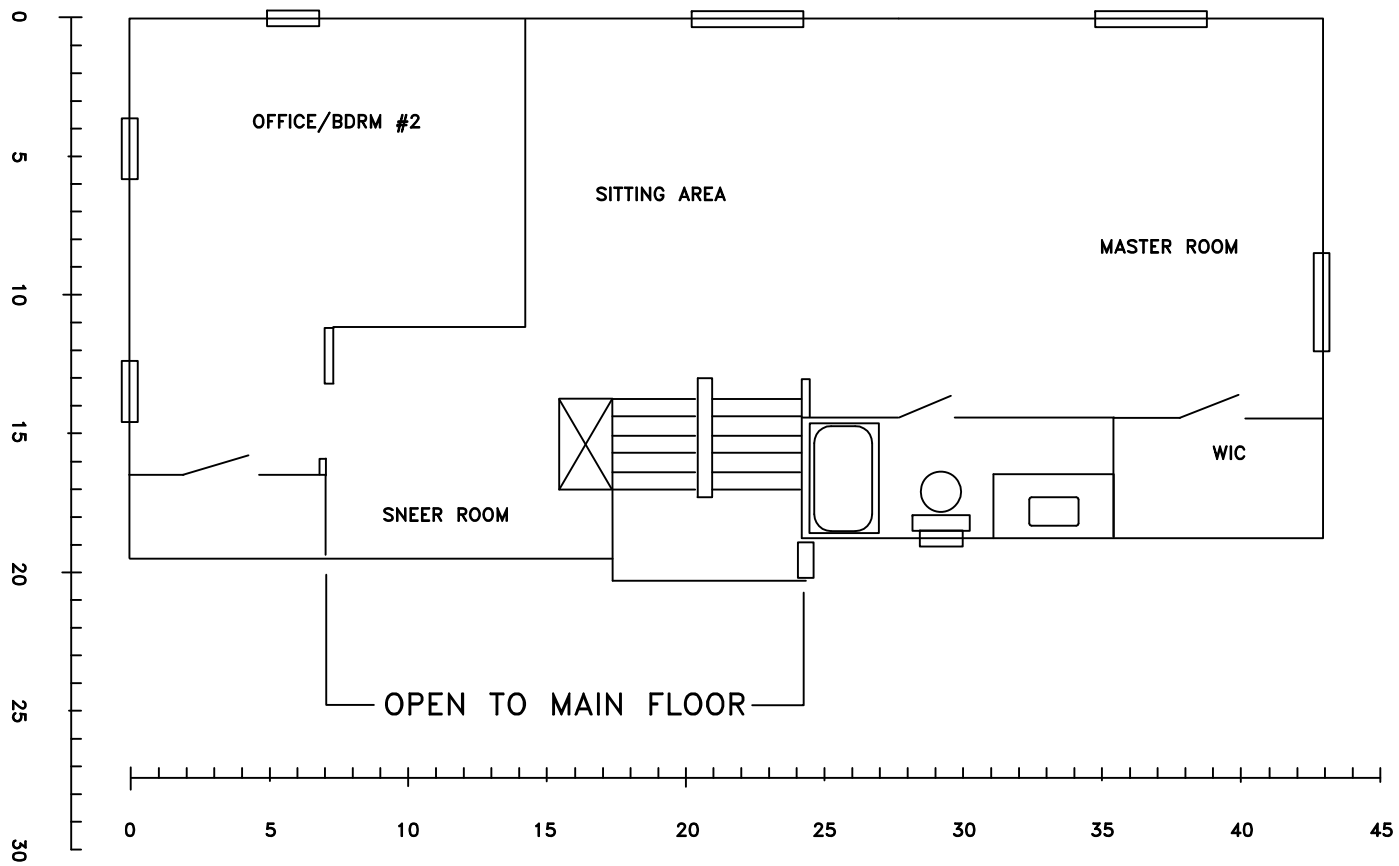 0
OFFICE/BDRM #2
5
SITTING AREA
MASTER ROOM
10
15
WIC
SNEER ROOM
20
OPEN TO MAIN FLOOR
25
30
0 5 10 15 20 25 30 35 40 45